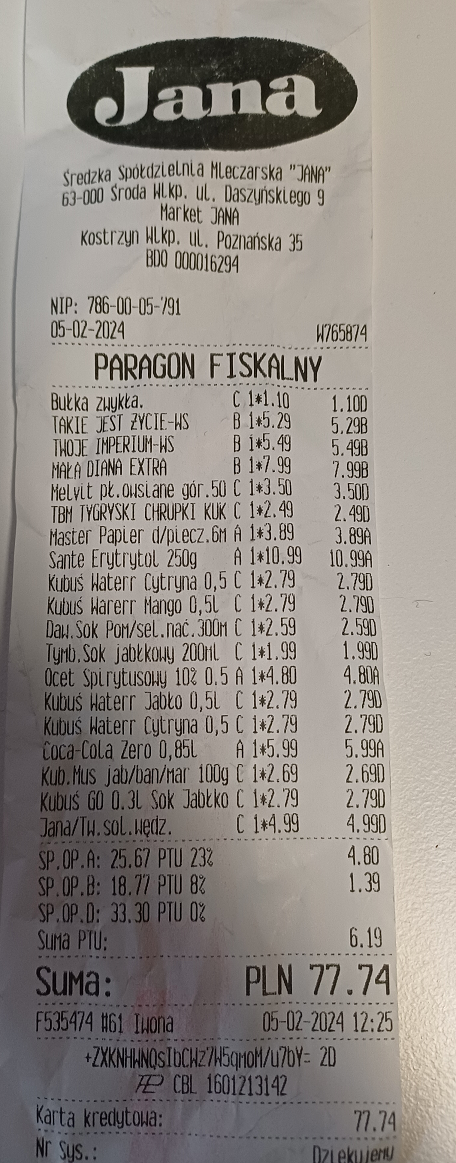 Jana
Średzka Spółdzielnia Mleczarska "JANA"
63-000 Środa Wlkp. ul. Daszyńskiego 9
Market JANA
Kostrzyn Wlkp. ul. Poznańska 35
BDO 000016294
NIP: 786-00-05-791
05-02-2024 W765874
PARAGON FISKALNY
Bułka zwykła. C 1*1.10 1.10D
TAKIE JEST ŻYCIE-WS B 1*5.29 5.29B
TWOJE IMPERIUM-WS B 1*5.49 5.49B
MAŁA DIANA EXTRA B 1*7.99 7.99B
Melvit pł.owsiane gór.50 C 1*3.50 3.50D
TBM TYGRYSKI CHRUPKI KUK C 1*2.49 2.49D
Master Papier d/piecz.6M A 1*3.89 3.89A
Sante Erytrytol 250g A 1*10.99 10.99A
Kubuś Waterr Cytryna 0,5 C 1*2.79 2.79D
Kubuś Warerr Mango 0,5l C 1*2.79 2.79D
Daw.Sok Pom/sel.nać.300m C 1*2.59 2.59D
Tymb.Sok jabłkowy 200ml C 1*1.99 1.99D
Ocet Spirytusowy 10% 0.5 A 1*4.80 4.80A
Kubuś Waterr Jabło 0,5l C 1*2.79 2.79D
Kubuś Waterr Cytryna 0,5 C 1*2.79 2.79D
Coca-Cola Zero 0,85l A 1*5.99 5.99A
Kub.Mus jab/ban/mar 100g C 1*2.69 2.69D
Kubuś GO 0.3l Sok Jabłko C 1*2.79 2.79D
Jana/Tw.sol.wędz. C 1*4.99 4.99D
SP.OP.A: 25.67 PTU 23% 4.80
SP.OP.B: 18.77 PTU 8% 1.39
SP.OP.D: 33.30 PTU 0%
Suma PTU: 6.19
Suma: PLN 77.74
F535474 #61 Iwona 05-02-2024 12:25
+ZXKNHWNQsIbCWz7W5qmoM/u7bY= 2D
CBL 1601213142
Karta kredytowa: 77.74
Nr Sys.: Dziękujemy